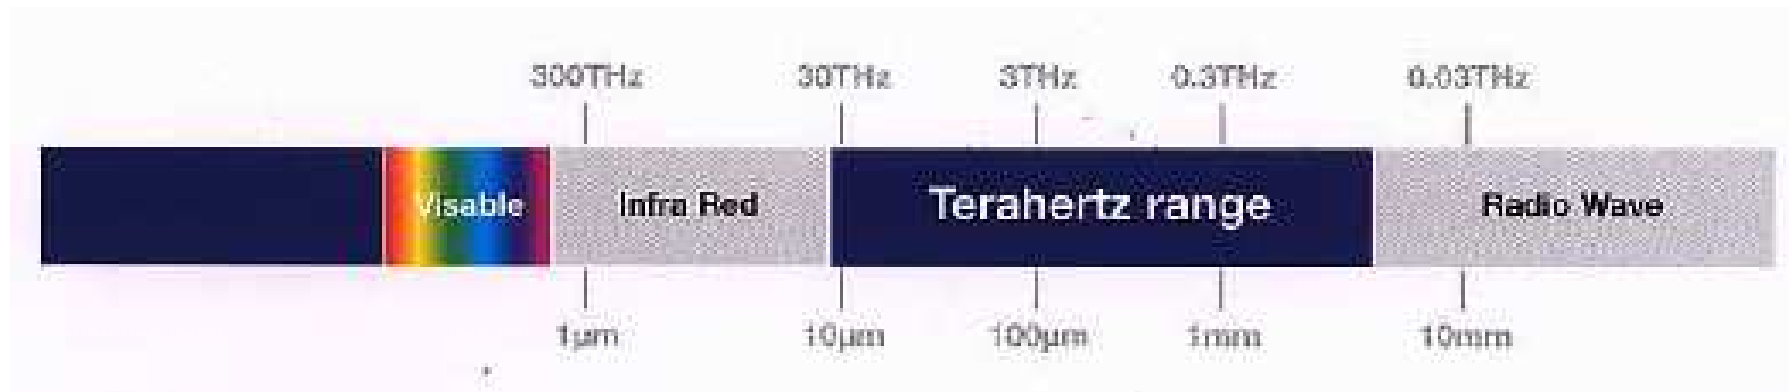 300THz 30THz 3THz 0.3THz 0.03THz
Visable Infra Red Terahertz range Radio Wave
1µm 10µm 100µm 1mm 10mm